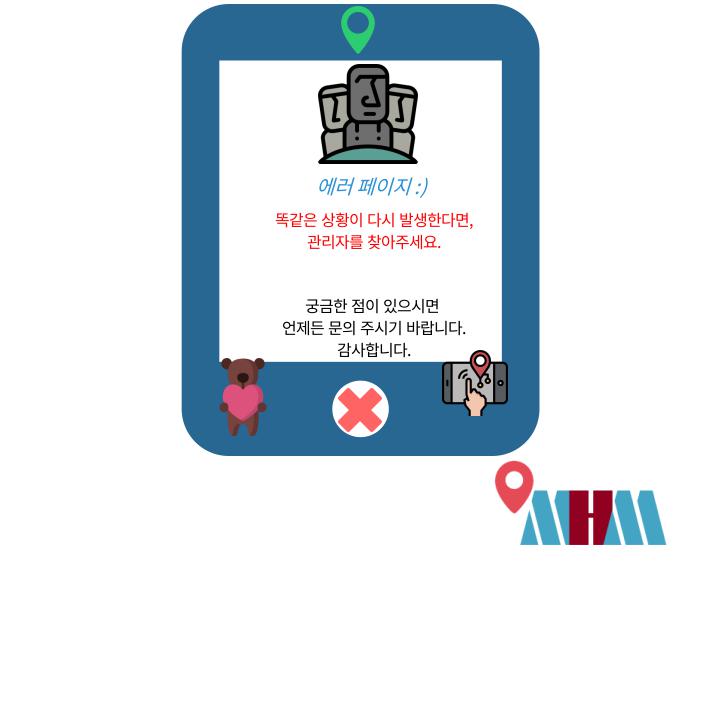 에러 페이지 :)
똑같은 상황이 다시 발생한다면,
관리자를 찾아주세요.
궁금한 점이 있으시면
언제든 문의 주시기 바랍니다.
감사합니다.
MHM